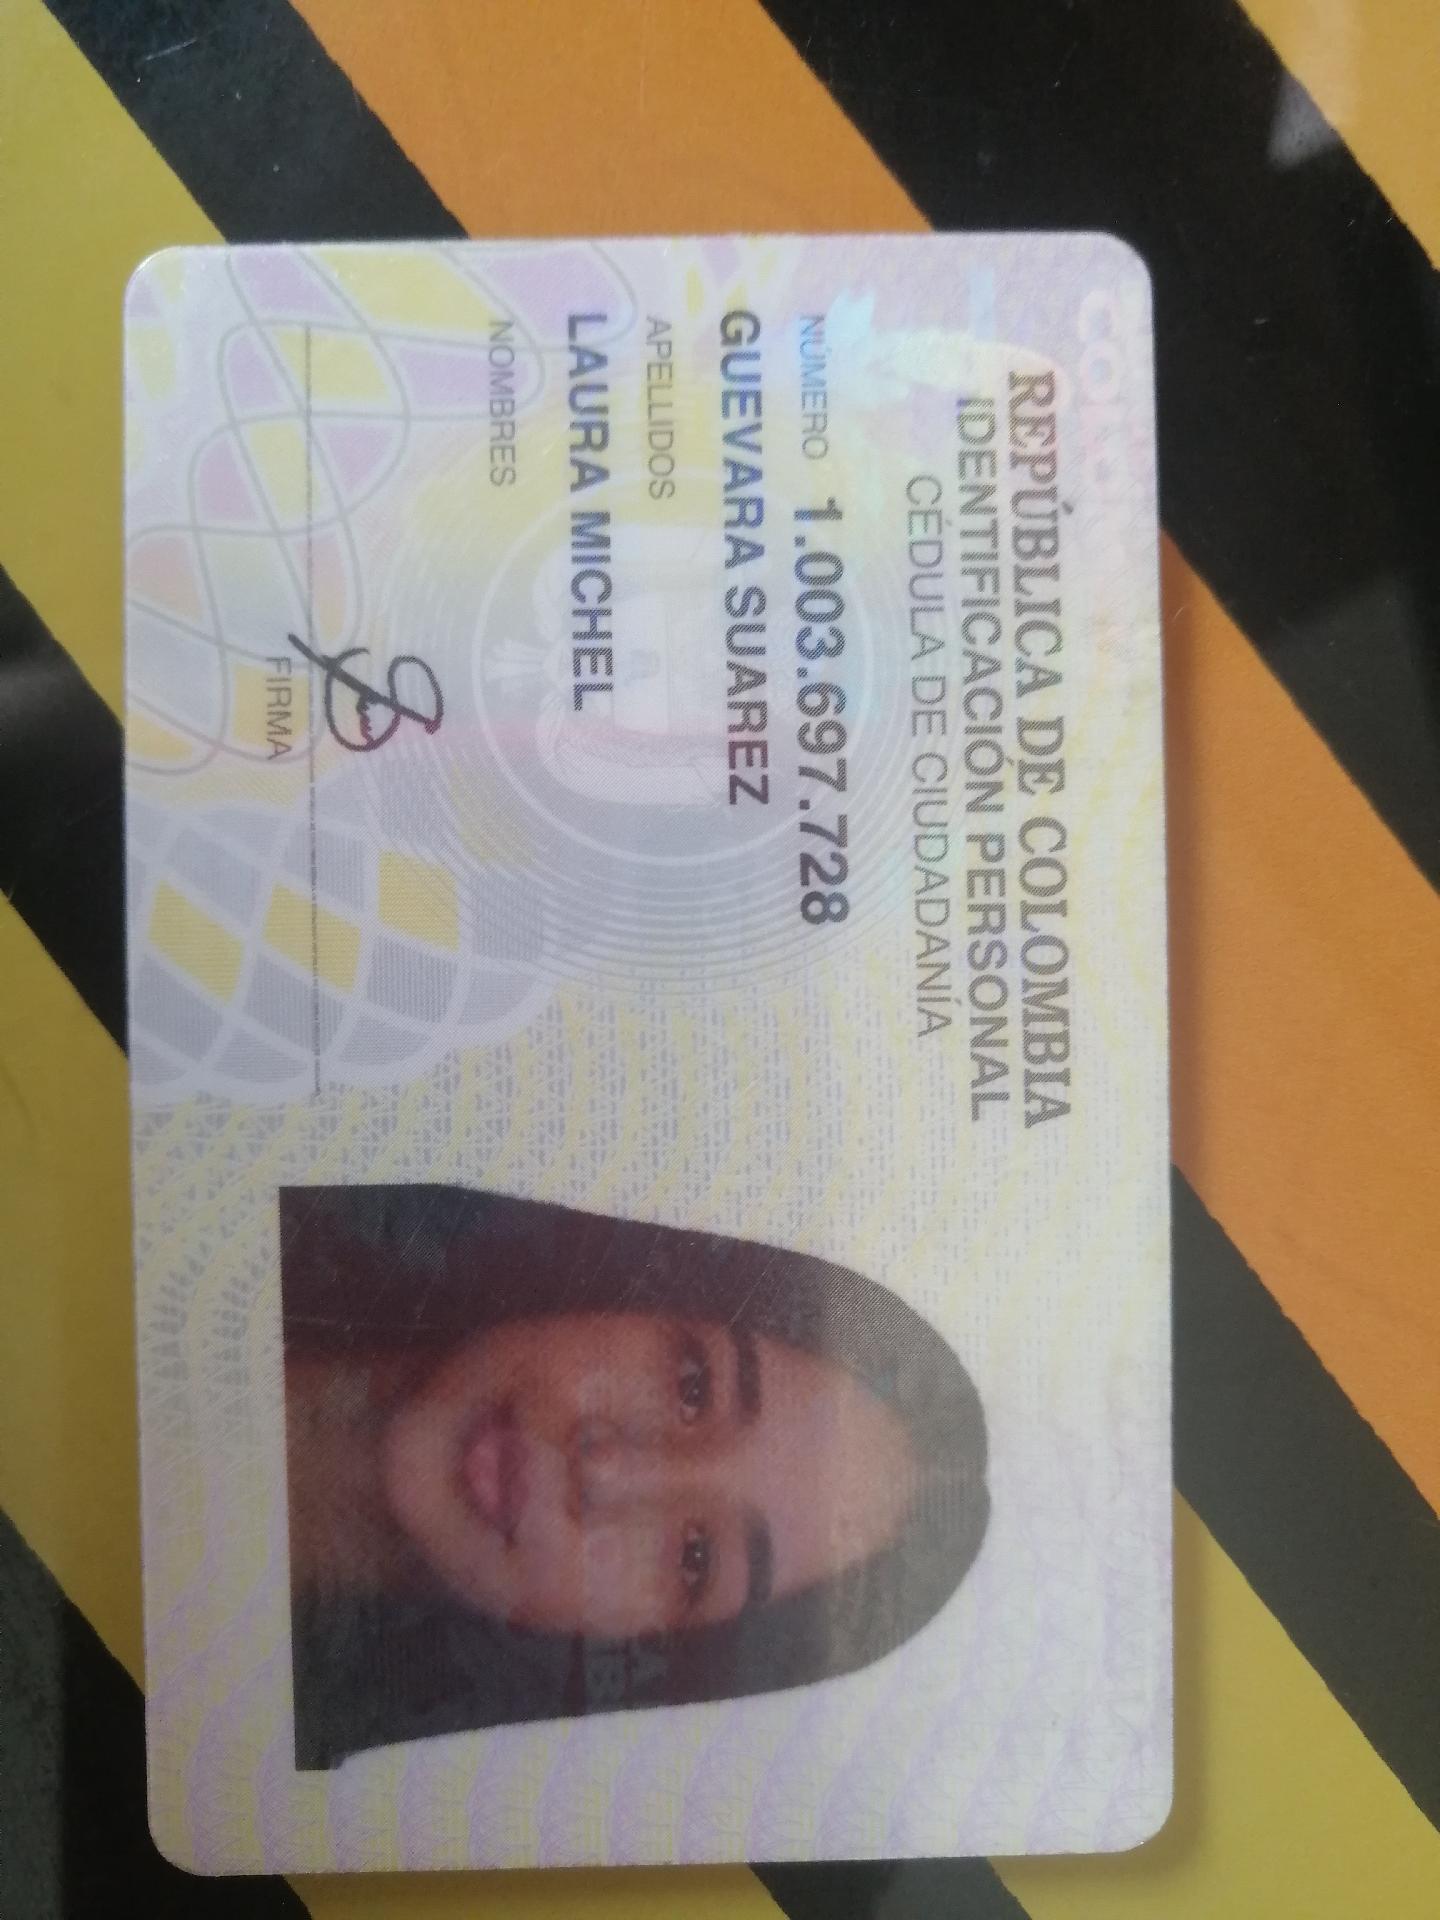 REPÚBLICA DE COLOMBIA
IDENTIFICACIÓN PERSONAL
CÉDULA DE CIUDADANÍA
NÚMERO 1.003.697.728
GUEVARA SUAREZ
APELLIDOS
LAURA MICHEL
NOMBRES
FIRMA